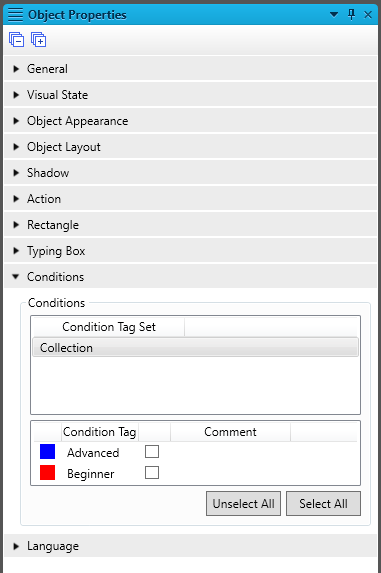 Object Properties
General
Visual State
Object Appearance
Object Layout
Shadow
Action
Rectangle
Typing Box
Conditions
Conditions
Condition Tag Set
Collection
Condition Tag Comment
Advanced
Beginner
Unselect All Select All
Language